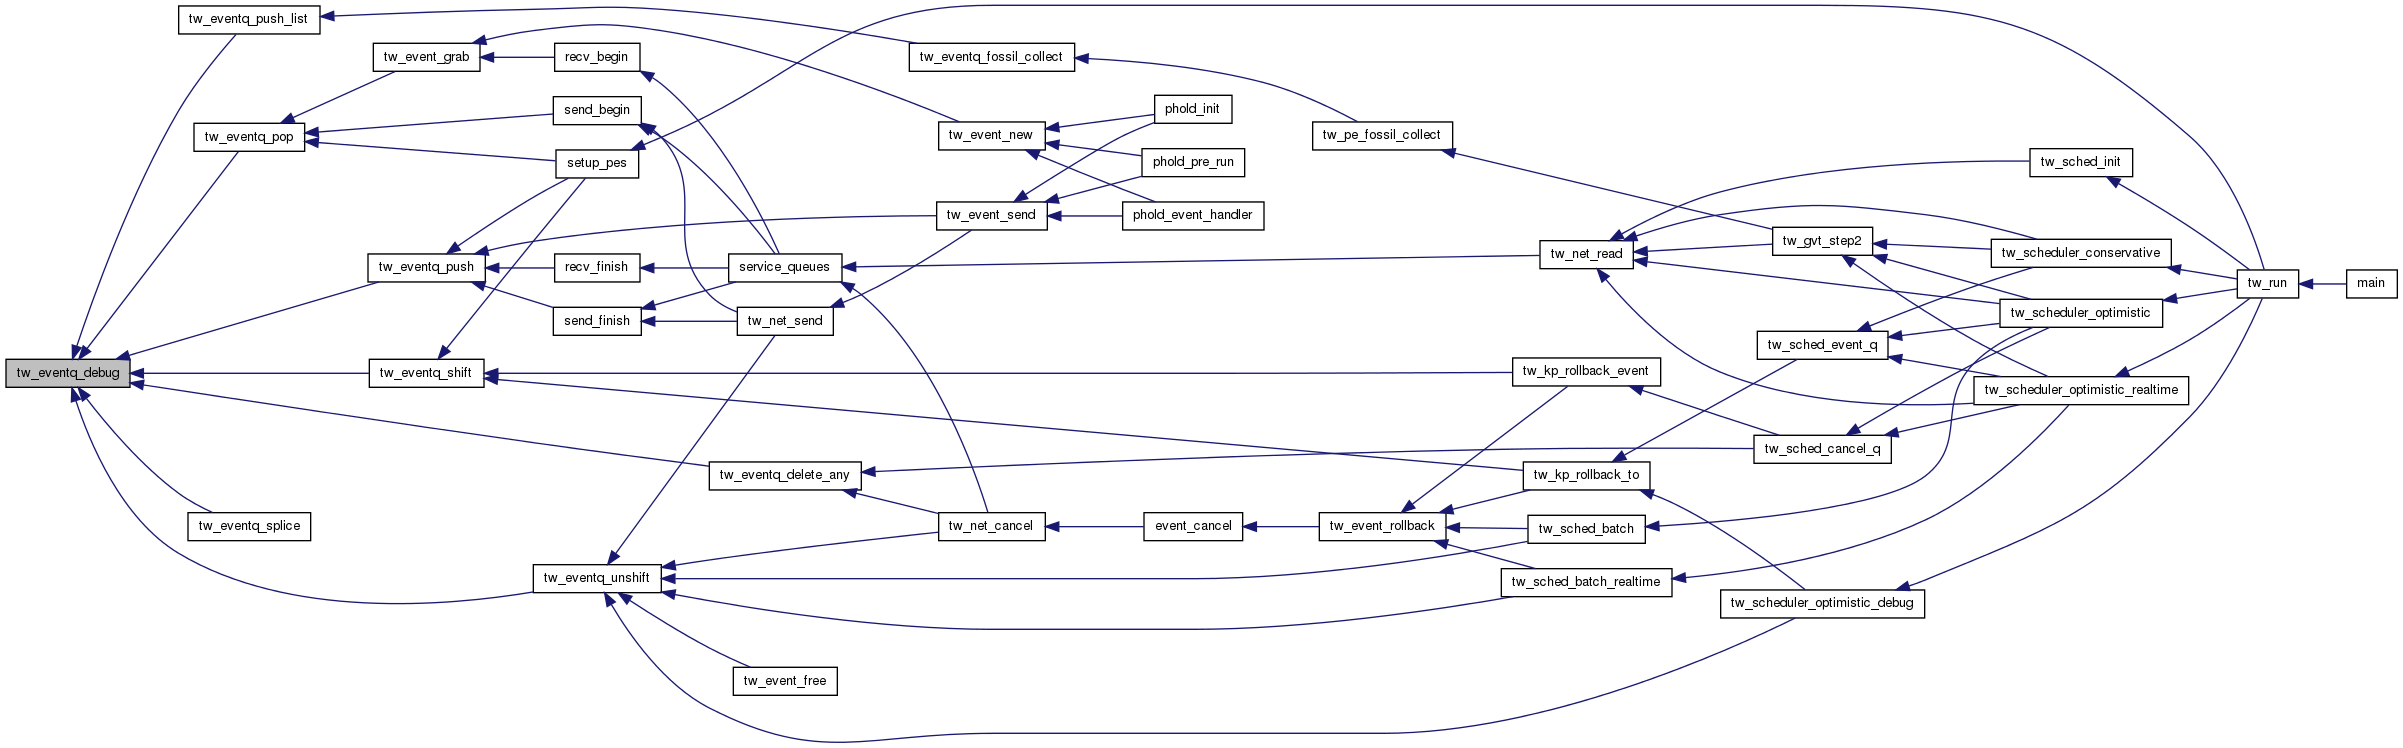 tw_eventq_push_list
tw_event_grab
recv_begin
tw_eventq_fossil_collect
send_begin
phold_init
tw_eventq_pop
tw_event_new
tw_pe_fossil_collect
setup_pes
phold_pre_run
tw_sched_init
tw_event_send
phold_event_handler
tw_gvt_step2
tw_eventq_push
recv_finish
service_queues
tw_net_read
tw_scheduler_conservative
tw_run
main
send_finish
tw_net_send
tw_scheduler_optimistic
tw_sched_event_q
tw_eventq_debug
tw_eventq_shift
tw_kp_rollback_event
tw_scheduler_optimistic_realtime
tw_sched_cancel_q
tw_eventq_delete_any
tw_kp_rollback_to
tw_eventq_splice
tw_net_cancel
event_cancel
tw_event_rollback
tw_sched_batch
tw_eventq_unshift
tw_sched_batch_realtime
tw_scheduler_optimistic_debug
tw_event_free